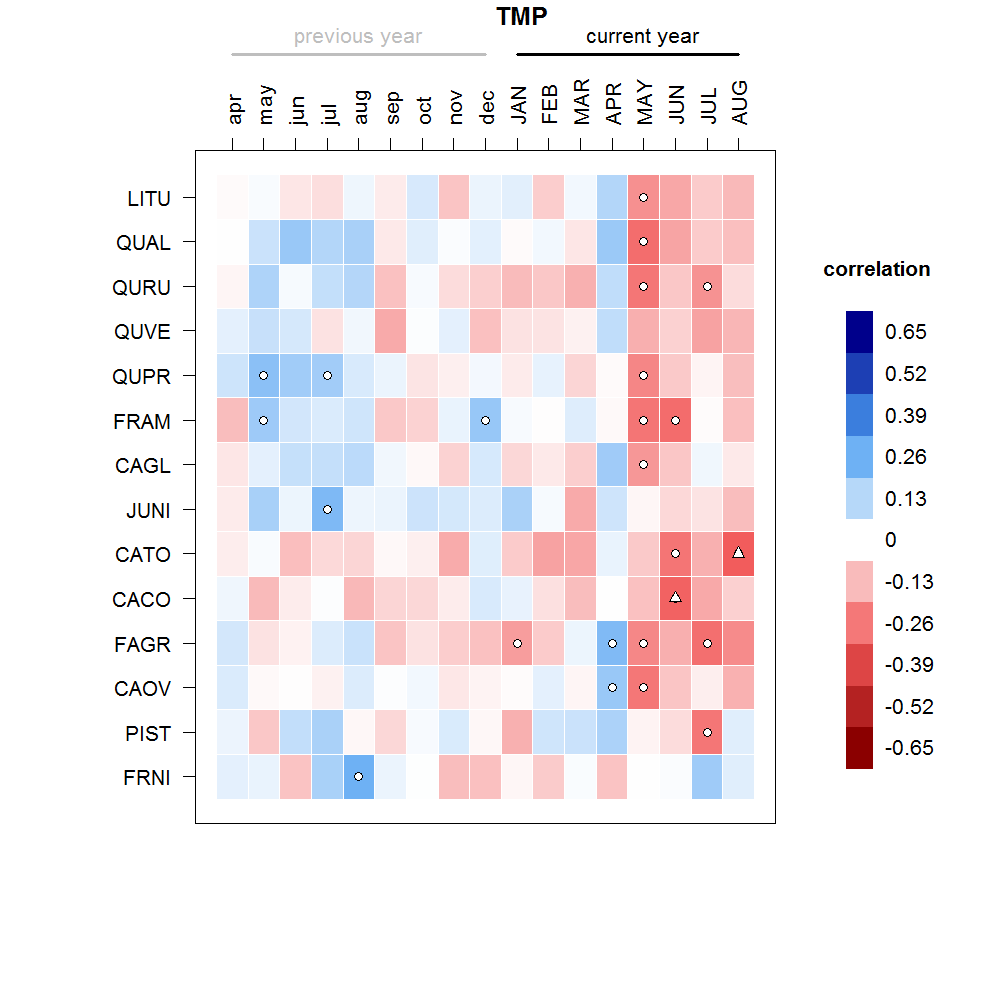 TMP
previous year current year
apr may jun jul aug sep oct nov dec JAN FEB MAR APR MAY JUN JUL AUG
LITU
QUAL
QURU
QUVE
QUPR
FRAM
CAGL
JUNI
CATO
CACO
FAGR
CAOV
PIST
FRNI
correlation
0.65
0.52
0.39
0.26
0.13
0
-0.13
-0.26
-0.39
-0.52
-0.65